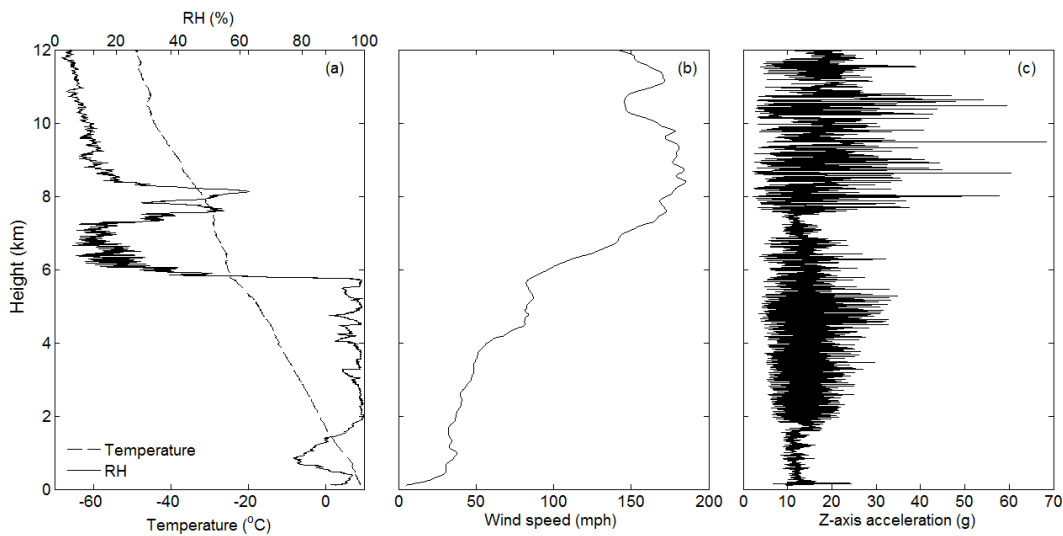 RH (%)
0 20 40 60 80 100
12 10 8 6 4 2 0
Height (km)
(a)
Temperature
RH
-60 -40 -20 0
Temperature (°C)
(b)
0 50 100 150 200
Wind speed (mph)
(c)
0 10 20 30 40 50 60 70
Z-axis acceleration (g)